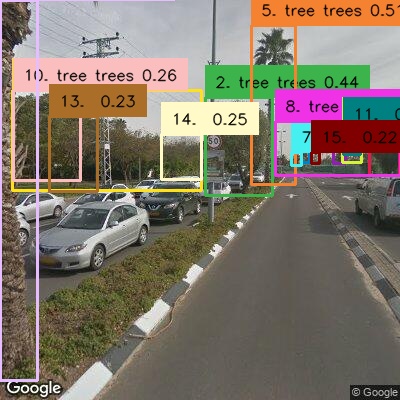 5. tree trees 0.51
10. tree trees 0.26
2. tree trees 0.44
13. 0.23
8. tree
14. 0.25
11.
7
15. 0.22
50
Google
© Google